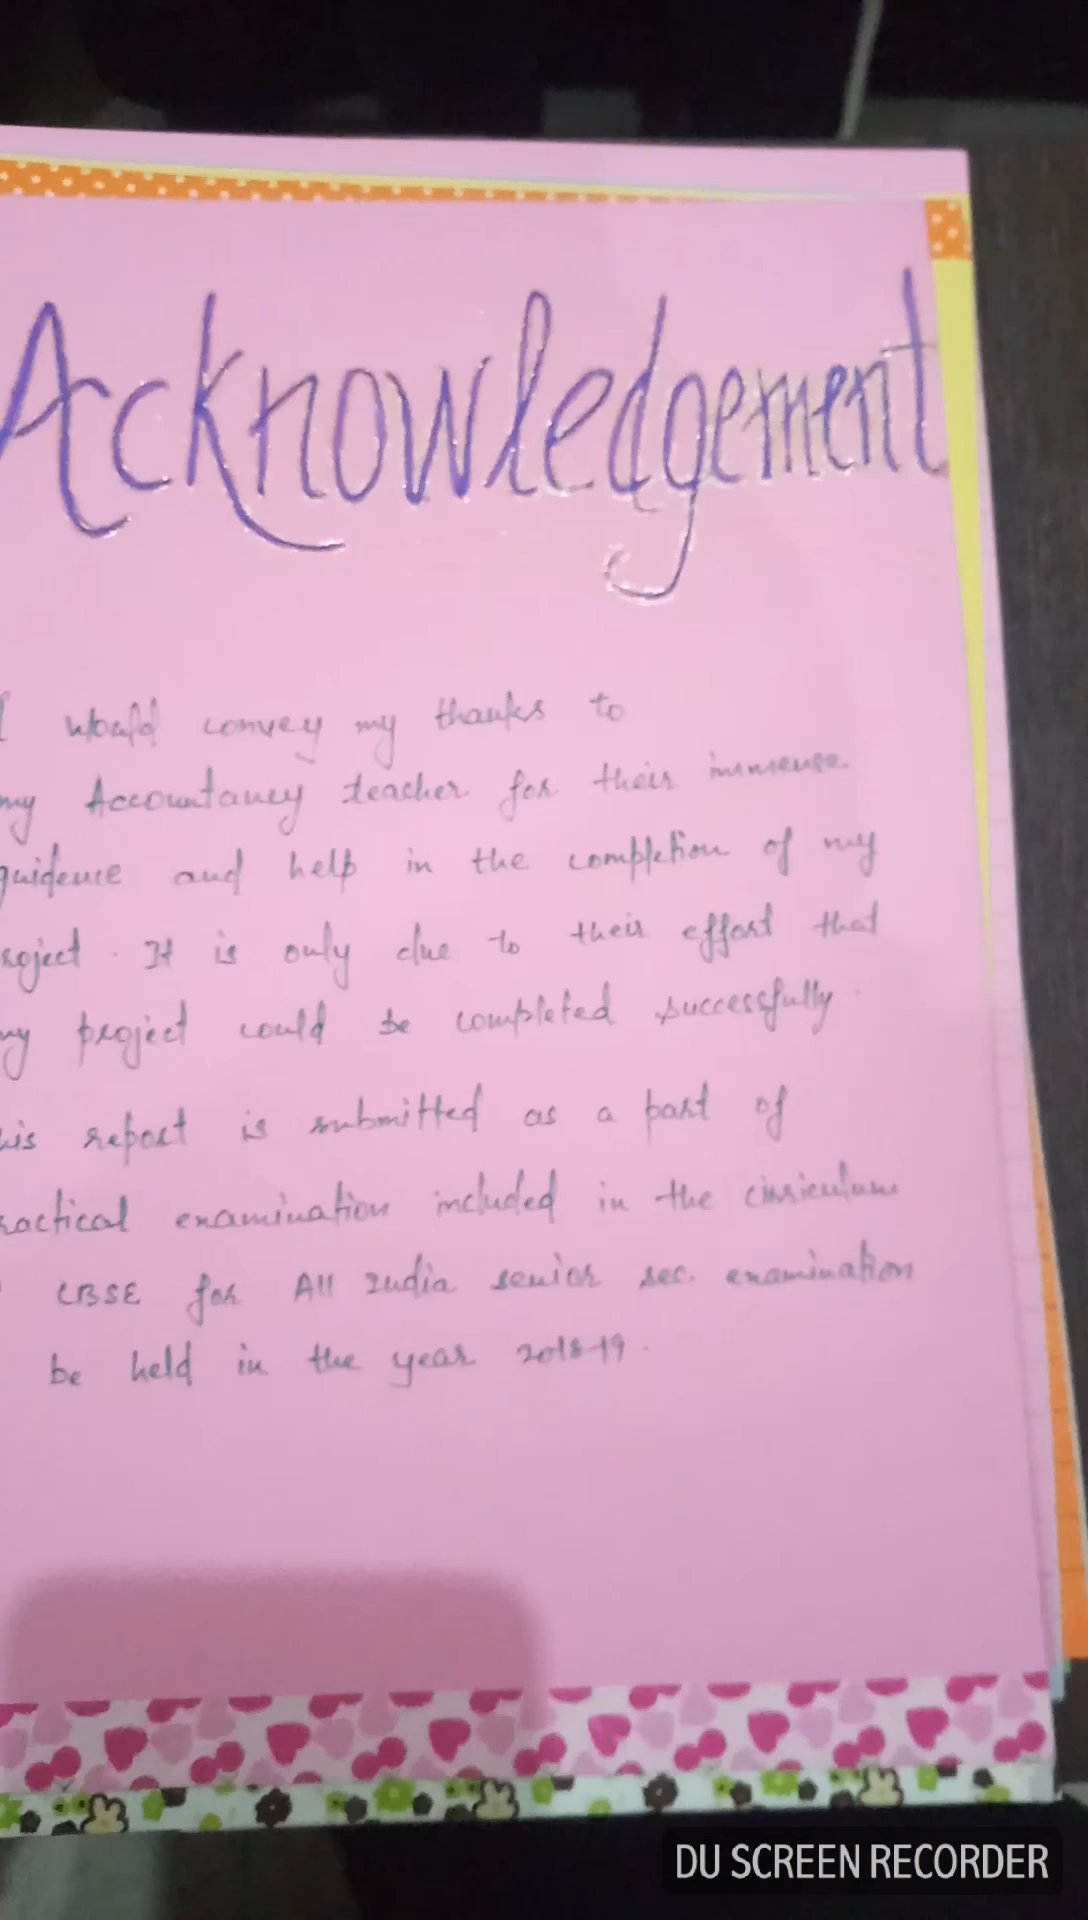 Acknowledgement
I would convey my thanks to
my Accountancy teacher for their immense
guidence and help in the completion of my
roject. It is only due to their effort that
my project could be completed successfully.
his report is submitted as a part of
ractical examination included in the cirriculum
CBSE for All India senior sec. examination
be held in the year 2018-19.
DU SCREEN RECORDER